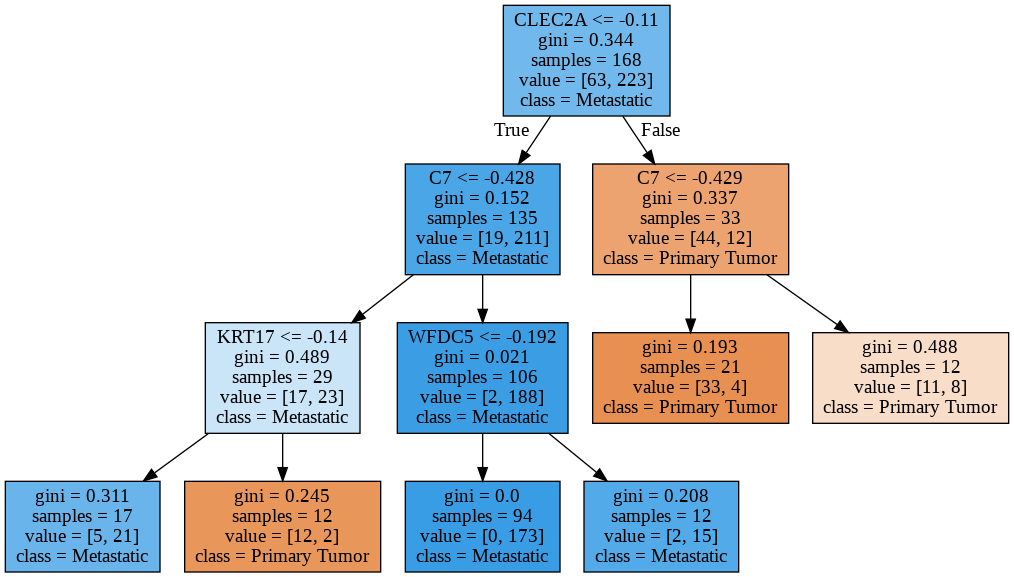 CLEC2A <= -0.11
gini = 0.344
samples = 168
value = [63, 223]
class = Metastatic
True
False
C7 <= -0.428
gini = 0.152
samples = 135
value = [19, 211]
class = Metastatic
C7 <= -0.429
gini = 0.337
samples = 33
value = [44, 12]
class = Primary Tumor
KRT17 <= -0.14
gini = 0.489
samples = 29
value = [17, 23]
class = Metastatic
WFDC5 <= -0.192
gini = 0.021
samples = 106
value = [2, 188]
class = Metastatic
gini = 0.193
samples = 21
value = [33, 4]
class = Primary Tumor
gini = 0.488
samples = 12
value = [11, 8]
class = Primary Tumor
gini = 0.311
samples = 17
value = [5, 21]
class = Metastatic
gini = 0.245
samples = 12
value = [12, 2]
class = Primary Tumor
gini = 0.0
samples = 94
value = [0, 173]
class = Metastatic
gini = 0.208
samples = 12
value = [2, 15]
class = Metastatic